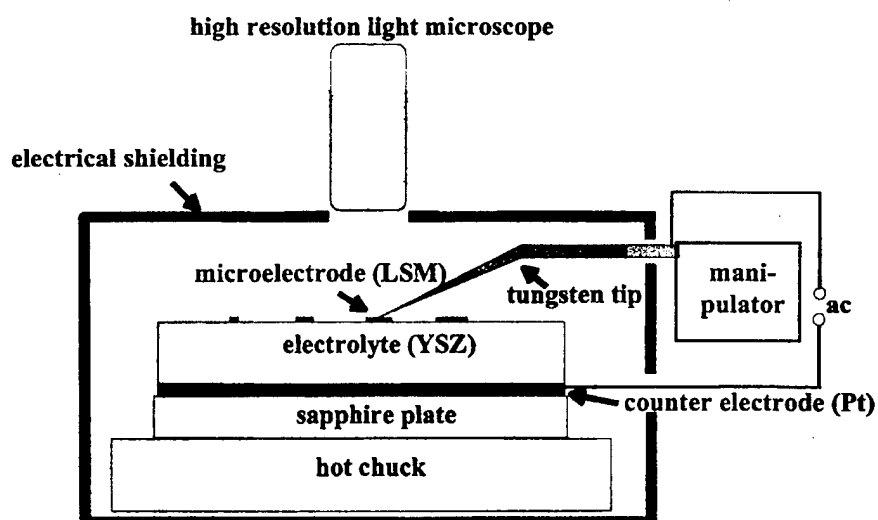 high resolution light microscope
electrical shielding
microelectrode (LSM)
tungsten tip
mani-
pulator
ac
electrolyte (YSZ)
counter electrode (Pt)
sapphire plate
hot chuck